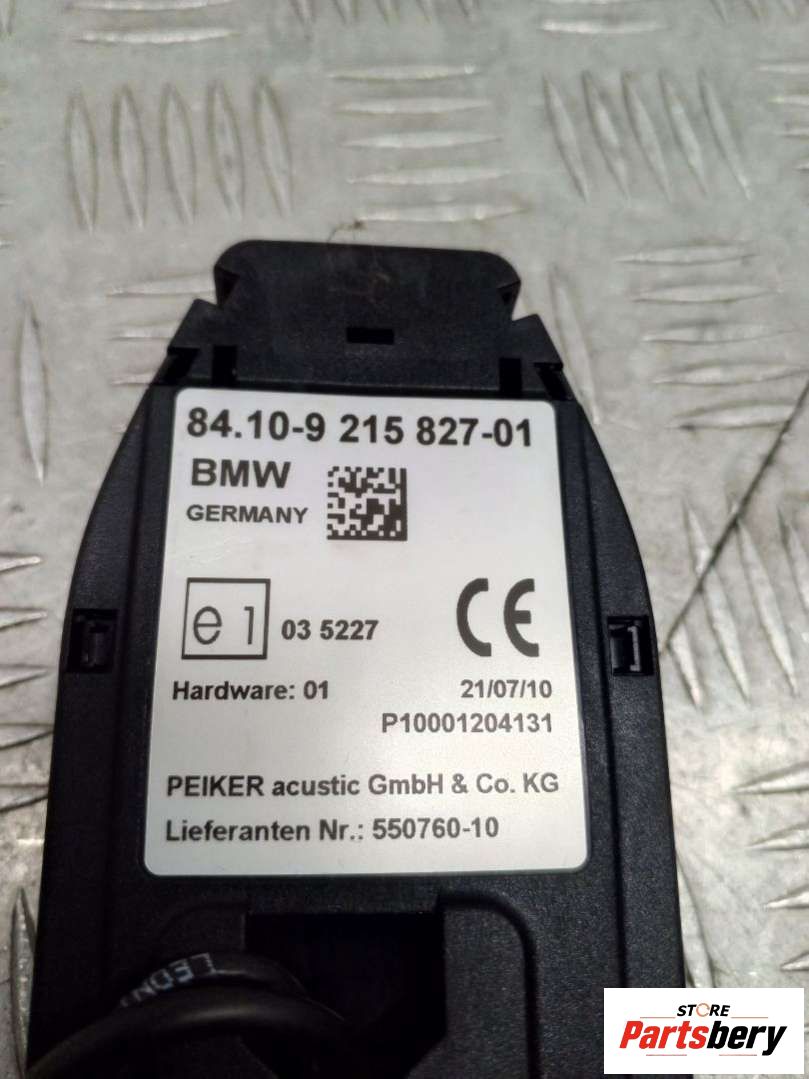 84.10-9 215 827-01
BMW
GERMANY
e1 03 5227 CE
Hardware: 01 21/07/10
P10001204131
PEIKER acustic GmbH & Co. KG
Lieferanten Nr.: 550760-10
STORE
Partsbery